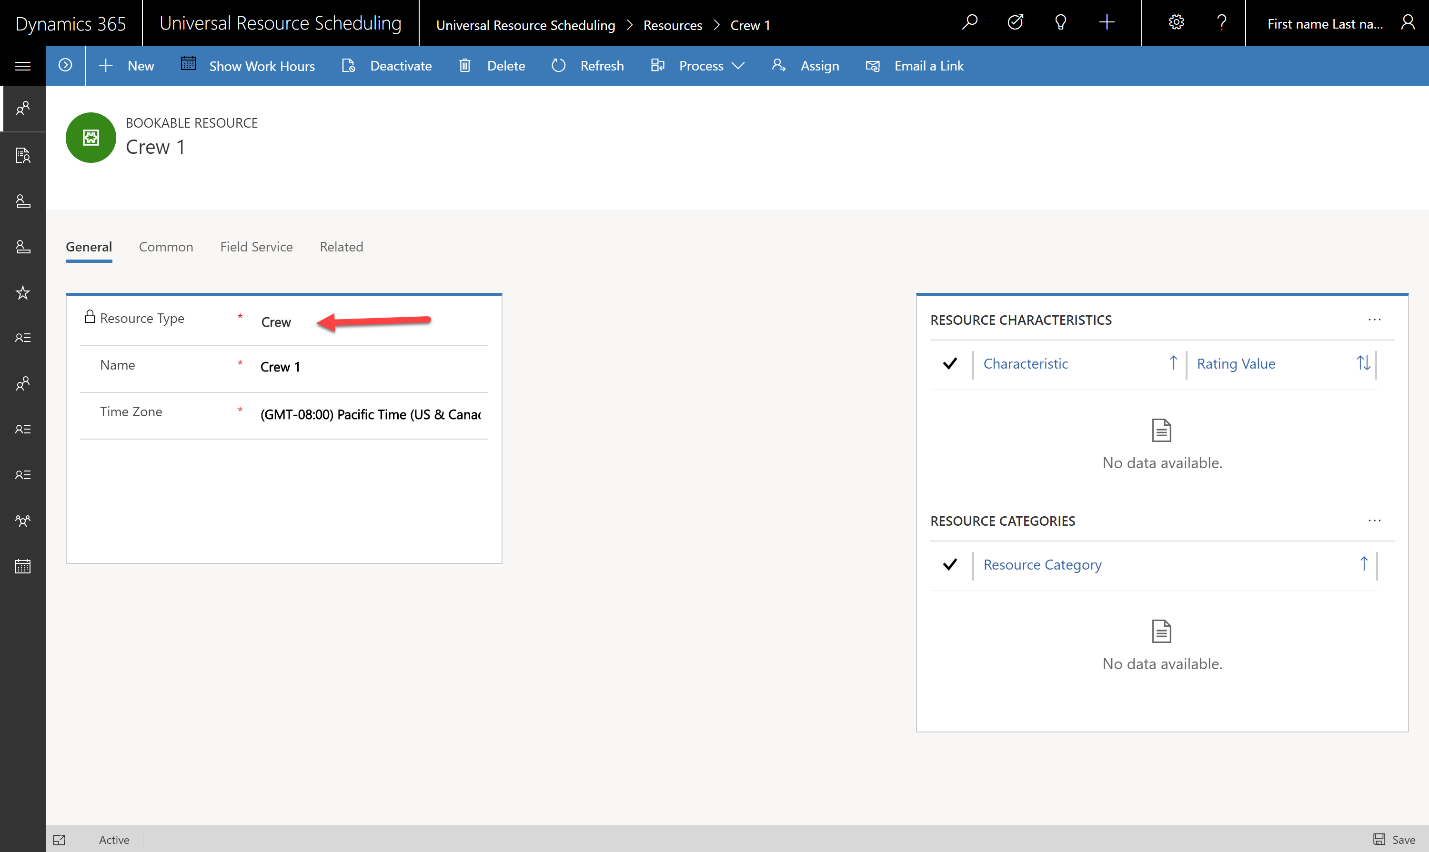 Dynamics 365
Universal Resource Scheduling
Universal Resource Scheduling > Resources > Crew 1
First name Last na...
New
Show Work Hours
Deactivate
Delete
Refresh
Process
Assign
Email a Link
BOOKABLE RESOURCE
Crew 1
General
Common
Field Service
Related
Resource Type * Crew
Name * Crew 1
Time Zone * (GMT-08:00) Pacific Time (US & Canad
RESOURCE CHARACTERISTICS
Characteristic
Rating Value
No data available.
RESOURCE CATEGORIES
Resource Category
No data available.
Active
Save